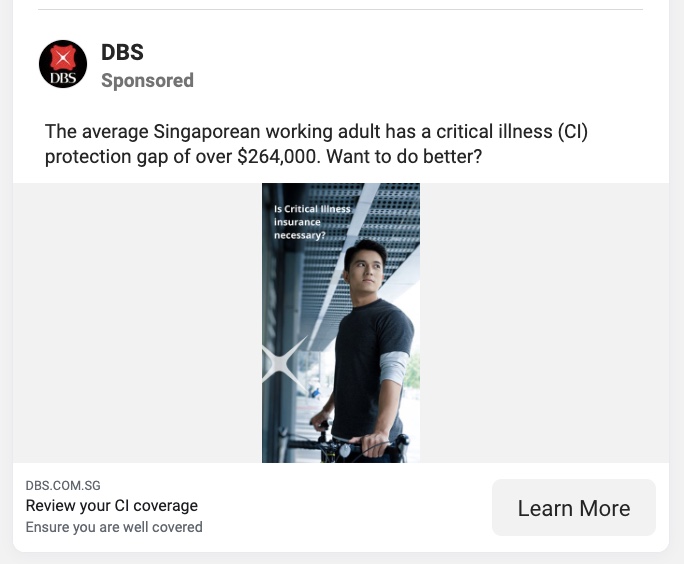 DBS
DBS
Sponsored
The average Singaporean working adult has a critical illness (CI)
protection gap of over $264,000. Want to do better?
Is Critical Illness
insurance
necessary?
DBS.COM.SG
Review your CI coverage
Ensure you are well covered
Learn More